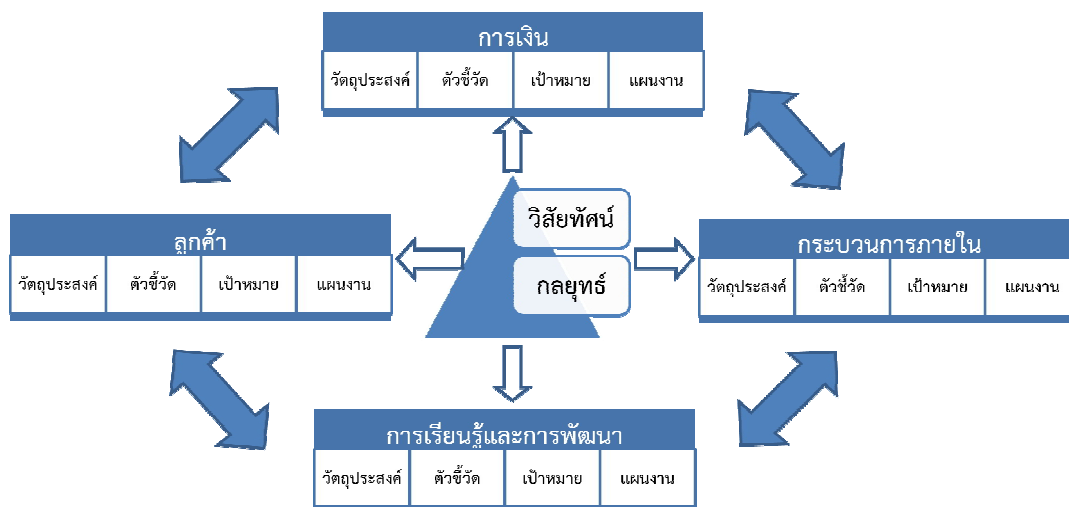 การเงิน
วัตถุประสงค์ ตัวชี้วัด เป้าหมาย แผนงาน
วิสัยทัศน์
กลยุทธ์
ลูกค้า
วัตถุประสงค์ ตัวชี้วัด เป้าหมาย แผนงาน
กระบวนการภายใน
วัตถุประสงค์ ตัวชี้วัด เป้าหมาย แผนงาน
การเรียนรู้และการพัฒนา
วัตถุประสงค์ ตัวชี้วัด เป้าหมาย แผนงาน